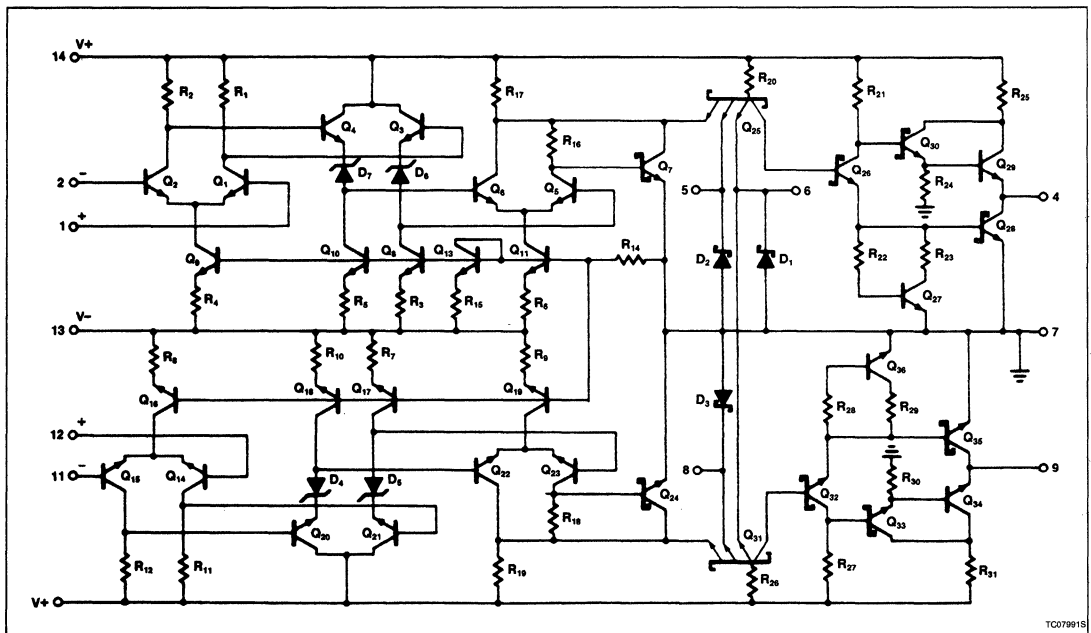 14 V+
R2 R1 R17 R20 R21 R25
Q4 Q3 Q25 Q30
R16
D7 D6 Q7 Q29
2 − Q2 Q1 Q6 Q5 Q26 R24
5 6 4
1 + Q28
Q10 Q8 Q13 Q11 R14
Q9 D2 D1 R22 R23
R4 R5 R3 R15 R6 Q27
13 V− 7
R8 R10 R7 R9 Q36
Q16 Q18 Q17 Q19 D3 R28 R29
12 + Q35
8 9
11 − Q15 Q14 Q22 Q23 Q24 Q32 R30
D4 D5 Q34
R18 Q33
Q20 Q21 Q31
R12 R11 R19 R26 R27 R31
V+
TC07991S